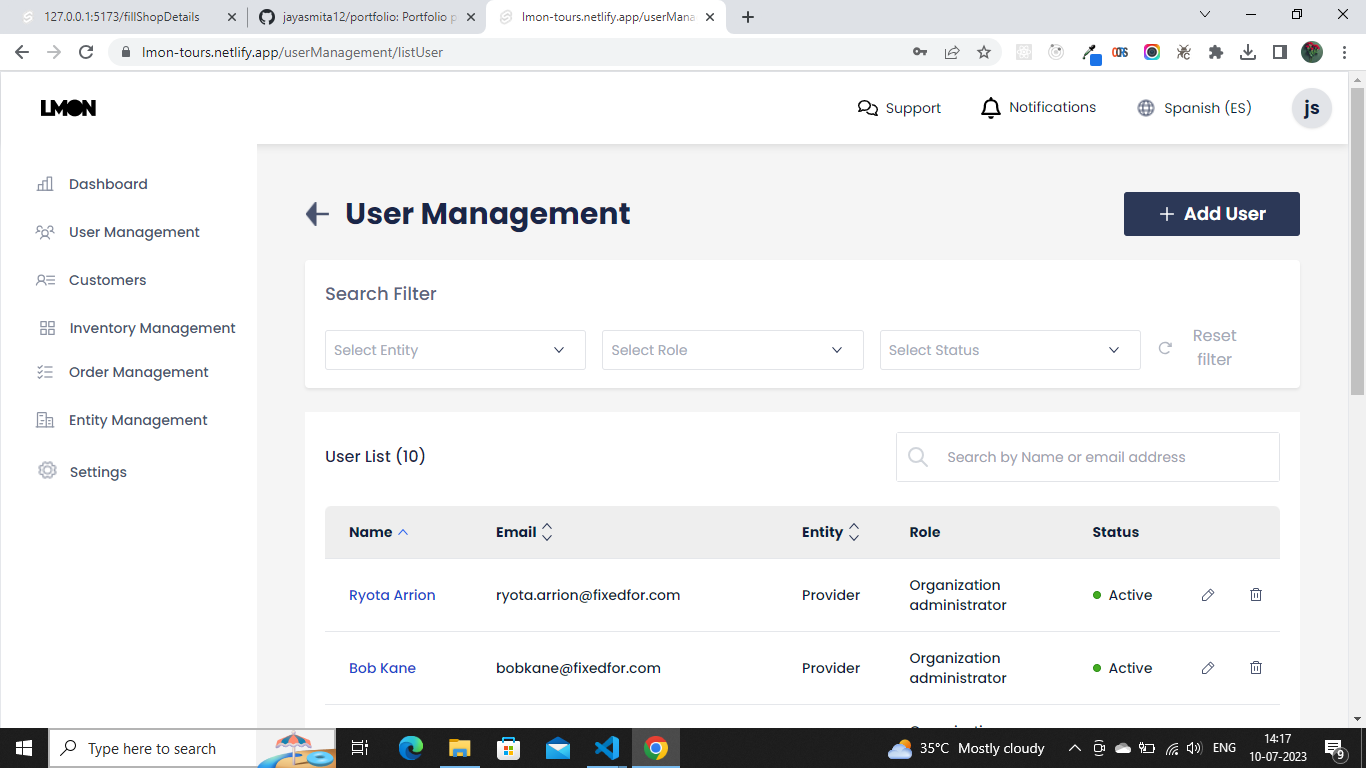 127.0.0.1:5173/fillShopDetails
jayasmita12/portfolio: Portfolio p
lmon-tours.netlify.app/userMana
lmon-tours.netlify.app/userManagement/listUser
LMON
Support
Notifications
Spanish (ES)
js
Dashboard
User Management
Customers
Inventory Management
Order Management
Entity Management
Settings
User Management
+ Add User
Search Filter
Select Entity
Select Role
Select Status
Reset
filter
User List (10)
Search by Name or email address
Name Email Entity Role Status
Ryota Arrion ryota.arrion@fixedfor.com Provider Organization administrator Active
Bob Kane bobkane@fixedfor.com Provider Organization administrator Active
Type here to search
35°C Mostly cloudy
ENG
14:17
10-07-2023
9